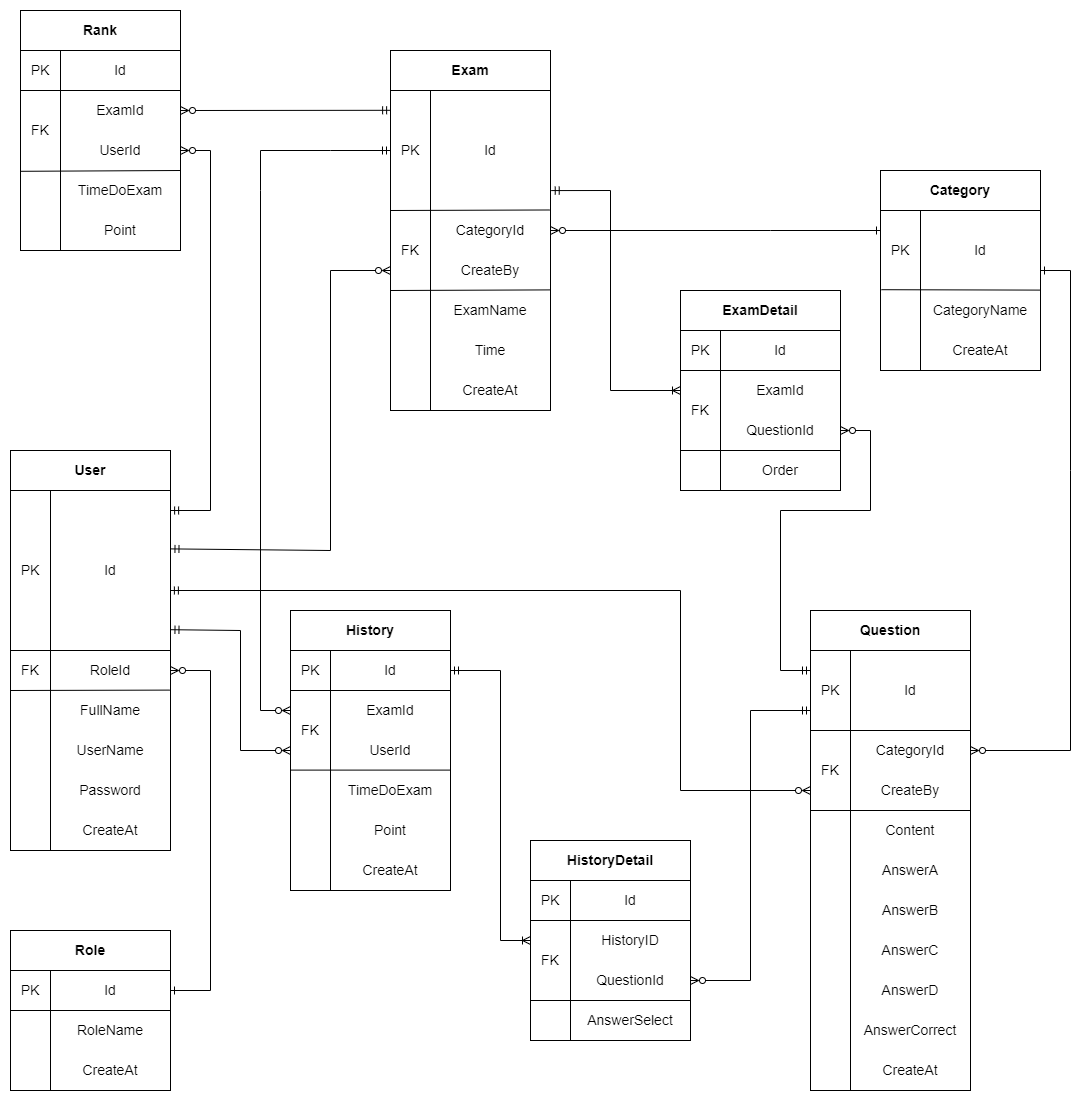 Rank
PK Id
FK ExamId
UserId
TimeDoExam
Point
Exam
PK Id
FK CategoryId
CreateBy
ExamName
Time
CreateAt
Category
PK Id
CategoryName
CreateAt
ExamDetail
PK Id
FK ExamId
QuestionId
Order
User
PK Id
FK RoleId
FullName
UserName
Password
CreateAt
History
PK Id
FK ExamId
UserId
TimeDoExam
Point
CreateAt
Question
PK Id
FK CategoryId
CreateBy
Content
AnswerA
AnswerB
AnswerC
AnswerD
AnswerCorrect
CreateAt
HistoryDetail
PK Id
FK HistoryID
QuestionId
AnswerSelect
Role
PK Id
RoleName
CreateAt